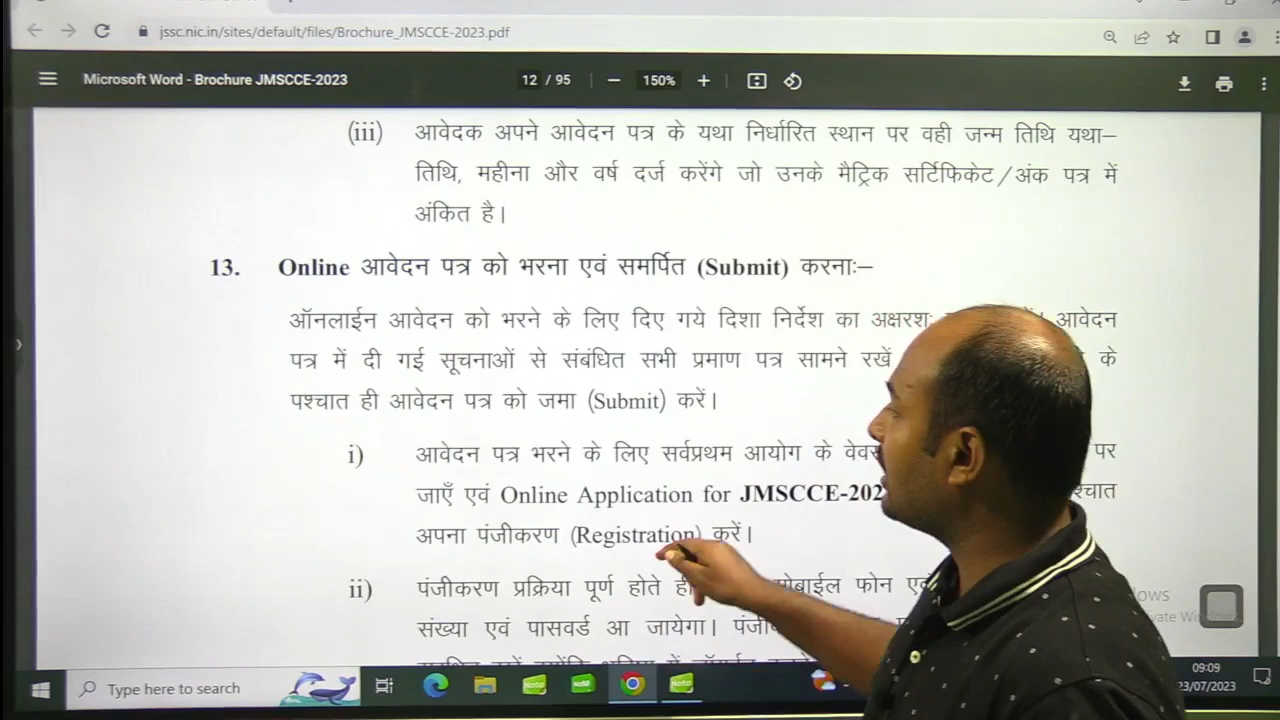 jssc.nic.in/sites/default/files/Brochure_JMSCCE-2023.pdf
Microsoft Word - Brochure JMSCCE-2023
12 / 95
150%
(iii) आवेदक अपने आवेदन पत्र के यथा निर्धारित स्थान पर वही जन्म तिथि यथा–
तिथि, महीना और वर्ष दर्ज करेंगे जो उनके मैट्रिक सर्टिफिकेट/अंक पत्र में
अंकित है।
13. Online आवेदन पत्र को भरना एवं समर्पित (Submit) करनाः–
ऑनलाईन आवेदन को भरने के लिए दिए गये दिशा निर्देश का अक्षरशः आवेदन
पत्र में दी गई सूचनाओं से संबंधित सभी प्रमाण पत्र सामने रखें के
पश्चात ही आवेदन पत्र को जमा (Submit) करें।
i) आवेदन पत्र भरने के लिए सर्वप्रथम आयोग के पर
जाएँ एवं Online Application for JMSCCE-202
अपना पंजीकरण (Registration) करें।
ii) पंजीकरण प्रक्रिया पूर्ण होते ही फोन
संख्या एवं पासवर्ड आ जायेगा।
Type here to search
Note
Note
Note
09:09
23/07/2023